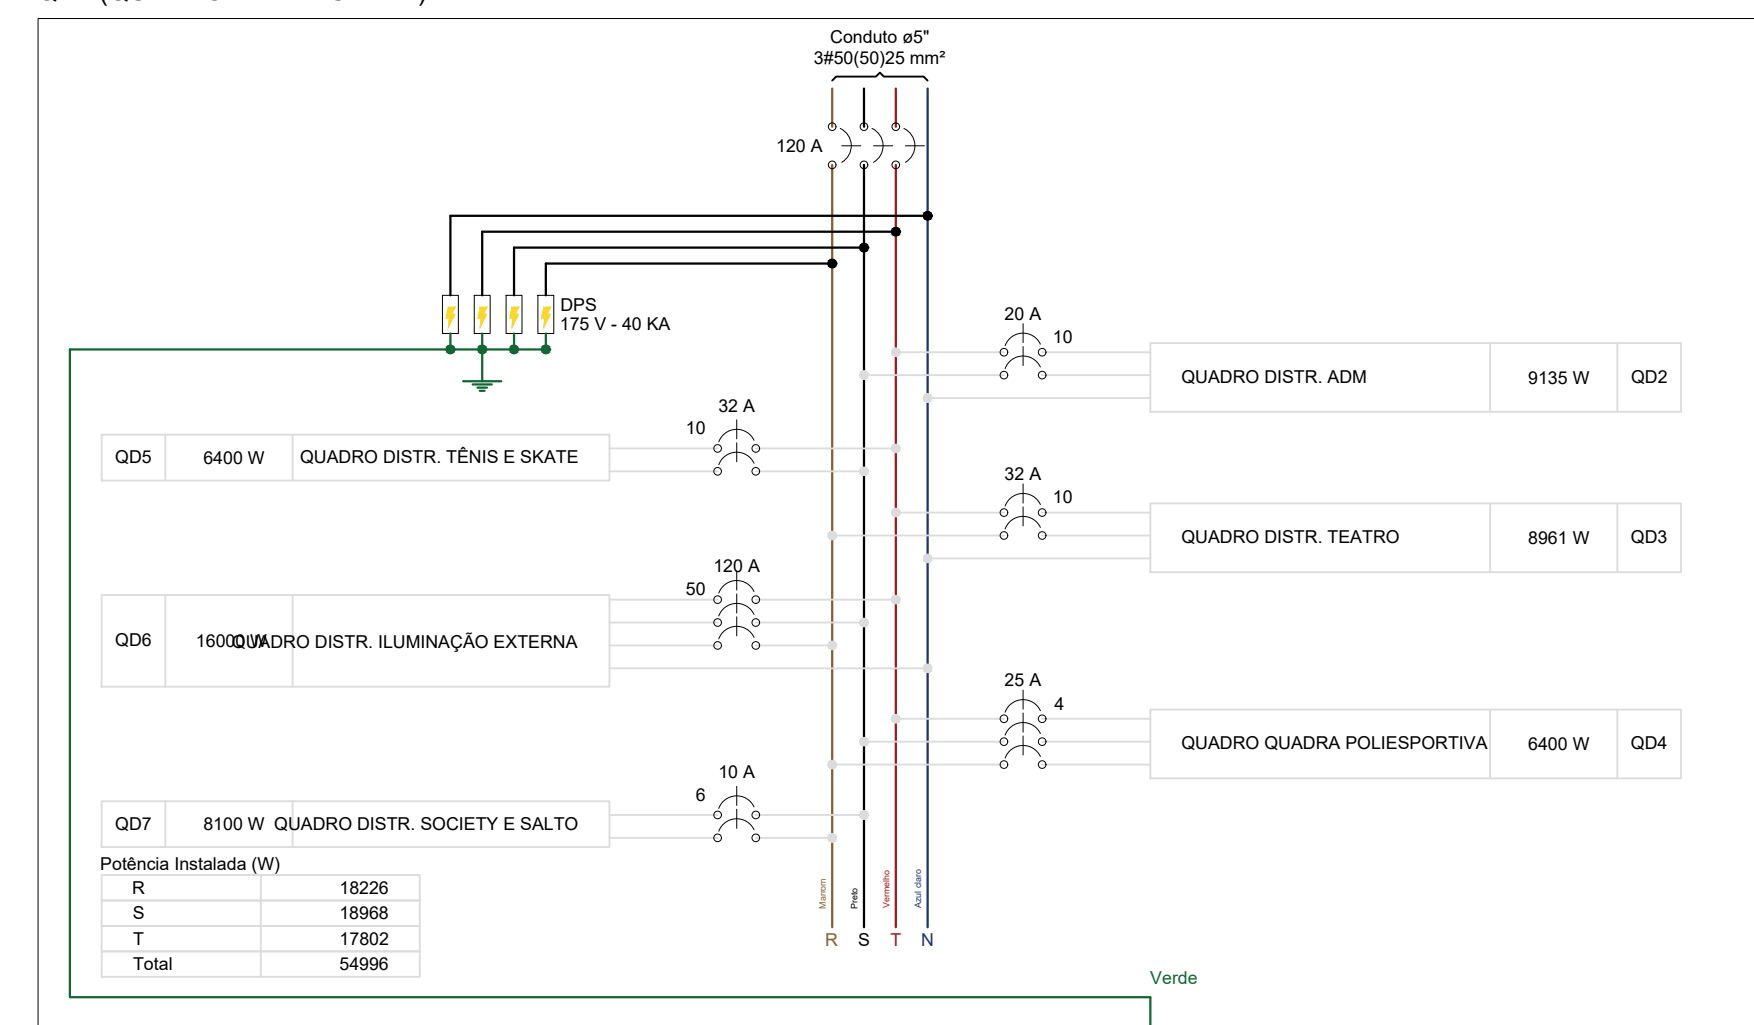 Conduto ø5"
3#50(50)25 mm²
120 A
DPS
175 V - 40 KA
20 A
10
QUADRO DISTR. ADM 9135 W QD2
32 A
10
QD5 6400 W QUADRO DISTR. TÊNIS E SKATE
32 A
10
QUADRO DISTR. TEATRO 8961 W QD3
120 A
50
QD6 16000 W QUADRO DISTR. ILUMINAÇÃO EXTERNA
25 A
4
QUADRO QUADRA POLIESPORTIVA 6400 W QD4
10 A
6
QD7 8100 W QUADRO DISTR. SOCIETY E SALTO
Potência Instalada (W)
R 18226
S 18968
T 17802
Total 54996
Marrom
Preto
Vermelho
Azul claro
R S T N
Verde